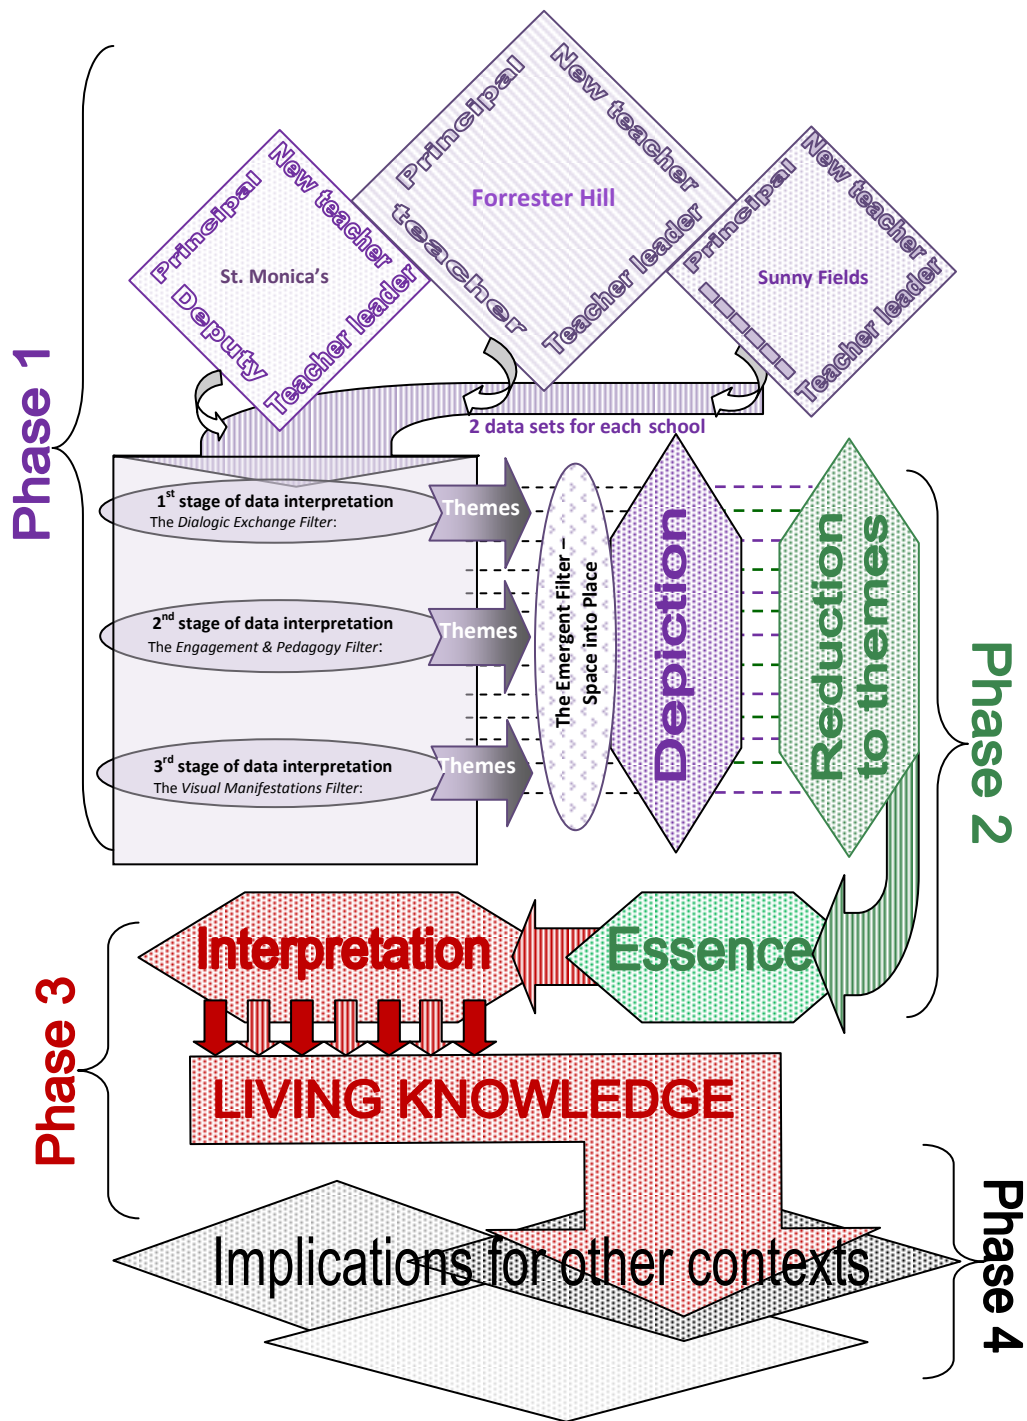 Phase 1
Principal
New teacher
Deputy
Teacher leader
St. Monica's
Principal
New teacher
teacher
Teacher leader
Forrester Hill
Principal
New teacher
Teacher leader
Sunny Fields
2 data sets for each school
1st stage of data interpretation
The Dialogic Exchange Filter:
Themes
2nd stage of data interpretation
The Engagement & Pedagogy Filter:
Themes
3rd stage of data interpretation
The Visual Manifestations Filter:
Themes
The Emergent Filter –
Space into Place
Depiction
Reduction
to themes
Phase 2
Essence
Interpretation
Phase 3
LIVING KNOWLEDGE
Implications for other contexts
Phase 4